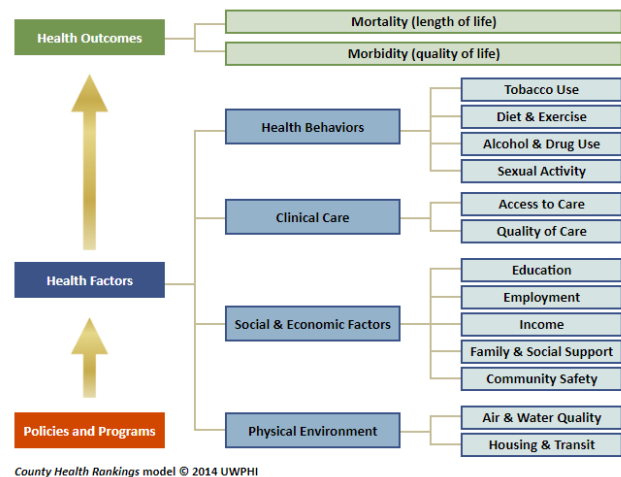 Health Outcomes
Mortality (length of life)
Morbidity (quality of life)
Health Behaviors
Tobacco Use
Diet & Exercise
Alcohol & Drug Use
Sexual Activity
Clinical Care
Access to Care
Quality of Care
Health Factors
Social & Economic Factors
Education
Employment
Income
Family & Social Support
Community Safety
Policies and Programs
Physical Environment
Air & Water Quality
Housing & Transit
County Health Rankings model © 2014 UWPHI